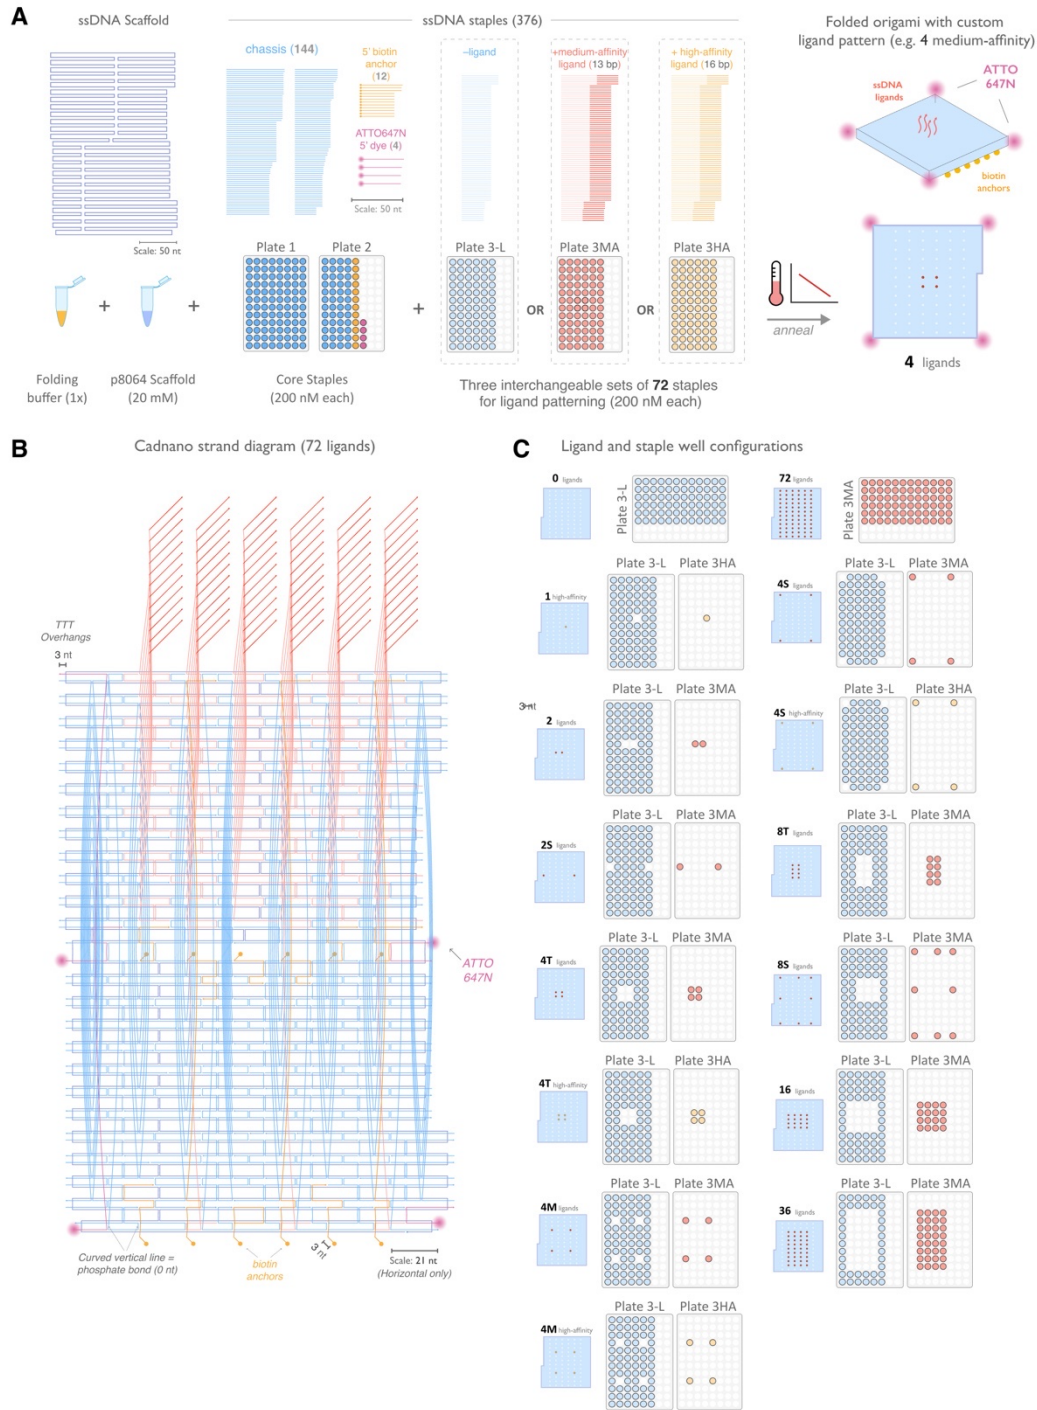 A
ssDNA Scaffold
ssDNA staples (376)
Folded origami with custom
ligand pattern (e.g. 4 medium-affinity)
chassis (144)
5' biotin
anchor
(12)
–ligand
+medium-affinity
ligand (13 bp)
+ high-affinity
ligand (16 bp)
ATTO647N
5' dye (4)
Scale: 50 nt
Scale: 50 nt
ssDNA
ligands
ATTO
647N
biotin
anchors
Plate 1
Plate 2
Plate 3-L
Plate 3MA
Plate 3HA
+
+
+
OR
OR
anneal
4 ligands
Folding
buffer (1x)
p8064 Scaffold
(20 mM)
Core Staples
(200 nM each)
Three interchangeable sets of 72 staples
for ligand patterning (200 nM each)
B
Cadnano strand diagram (72 ligands)
TTT
Overhangs
3 nt
ATTO
647N
Curved vertical line =
phosphate bond (0 nt)
biotin
anchors
3 nt
Scale: 21 nt
(Horizontal only)
C
Ligand and staple well configurations
0 ligands
Plate 3-L
72 ligands
Plate 3MA
1 high-affinity
Plate 3-L
Plate 3HA
4S ligands
Plate 3-L
Plate 3MA
3 nt
2 ligands
Plate 3-L
Plate 3MA
4S high-affinity
Plate 3-L
Plate 3HA
2S ligands
Plate 3-L
Plate 3MA
8T ligands
Plate 3-L
Plate 3MA
4T ligands
Plate 3-L
Plate 3MA
8S ligands
Plate 3-L
Plate 3MA
4T high-affinity
Plate 3-L
Plate 3HA
16 ligands
Plate 3-L
Plate 3MA
4M ligands
Plate 3-L
Plate 3MA
36 ligands
Plate 3-L
Plate 3MA
4M high-affinity
Plate 3-L
Plate 3HA